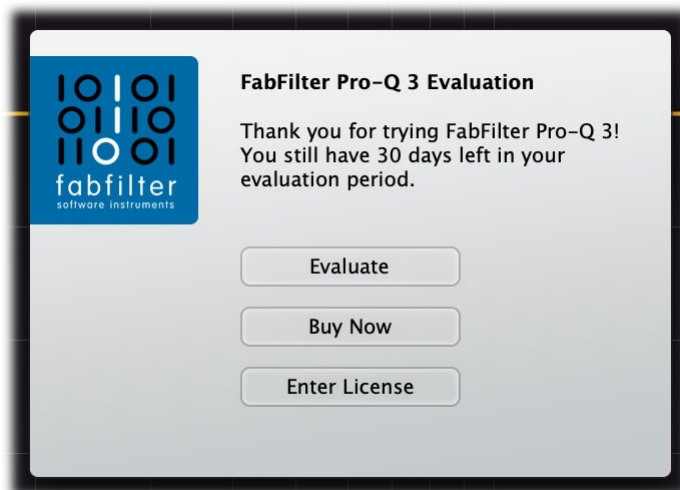 IOIOI
OIIIO
IIOOI
fabfilter
software instruments
FabFilter Pro-Q 3 Evaluation
Thank you for trying FabFilter Pro-Q 3!
You still have 30 days left in your
evaluation period.
Evaluate
Buy Now
Enter License